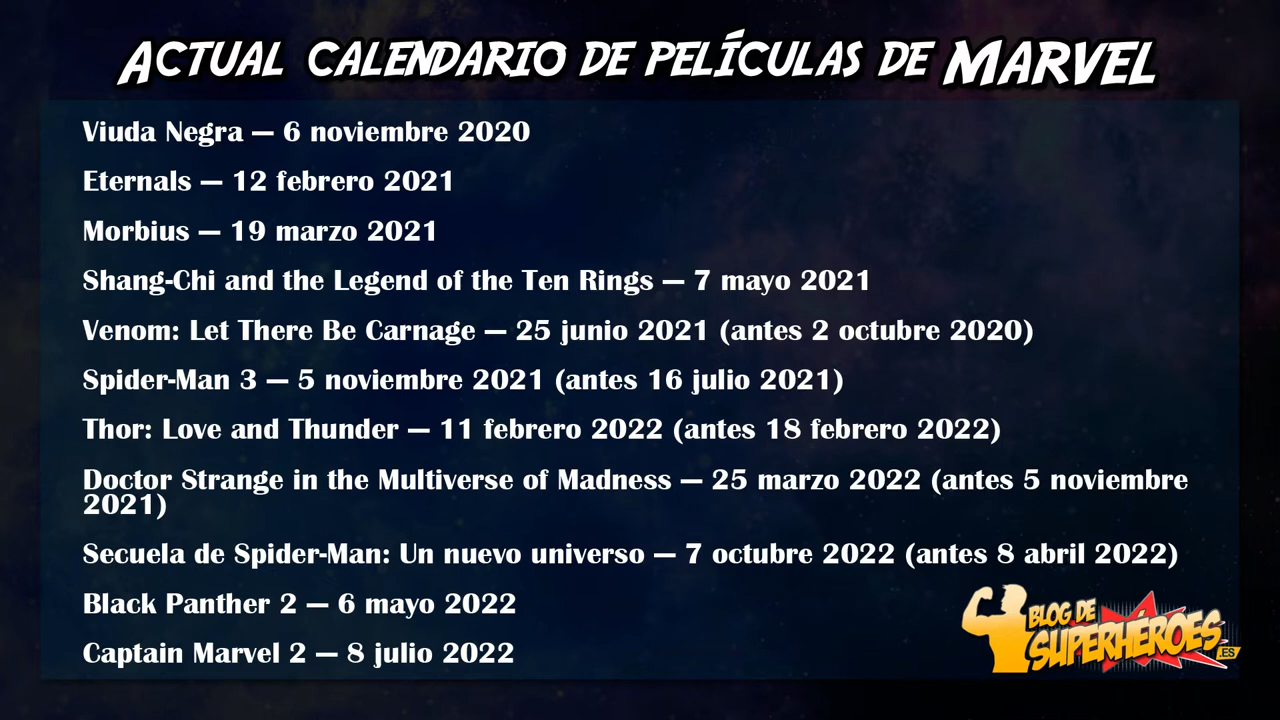 ACTUAL CALENDARIO DE PELÍCULAS DE MARVEL
Viuda Negra — 6 noviembre 2020
Eternals — 12 febrero 2021
Morbius — 19 marzo 2021
Shang-Chi and the Legend of the Ten Rings — 7 mayo 2021
Venom: Let There Be Carnage — 25 junio 2021 (antes 2 octubre 2020)
Spider-Man 3 — 5 noviembre 2021 (antes 16 julio 2021)
Thor: Love and Thunder — 11 febrero 2022 (antes 18 febrero 2022)
Doctor Strange in the Multiverse of Madness — 25 marzo 2022 (antes 5 noviembre
2021)
Secuela de Spider-Man: Un nuevo universo — 7 octubre 2022 (antes 8 abril 2022)
Black Panther 2 — 6 mayo 2022
Captain Marvel 2 — 8 julio 2022
BLOG DE
SUPERHÉROES
.ES